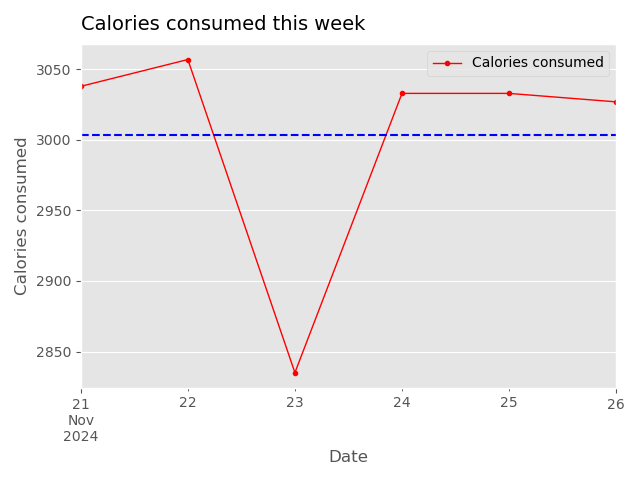 Calories consumed this week
Calories consumed
3050
3000
2950
2900
2850
Calories consumed
21
Nov
2024
22
23
24
25
26
Date